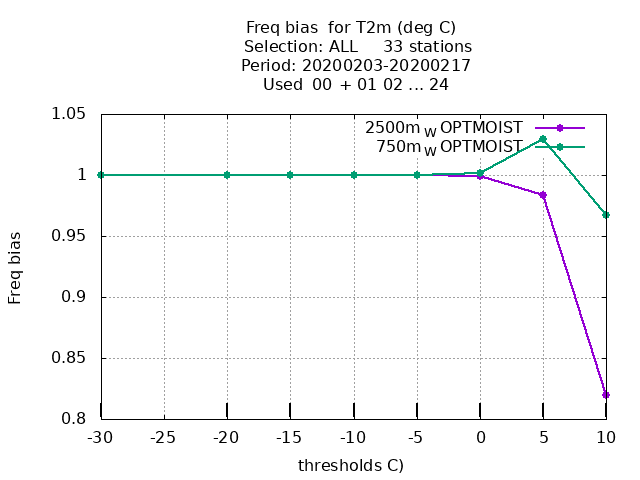 Freq bias  for T2m (deg C)
Selection: ALL     33 stations
Period: 20200203-20200217
Used  00  + 01 02 ... 24
1.05
1
0.95
0.9
0.85
0.8
Freq bias
2500m W OPTMOIST
750m W OPTMOIST
-30 -25 -20 -15 -10 -5 0 5 10
thresholds C)